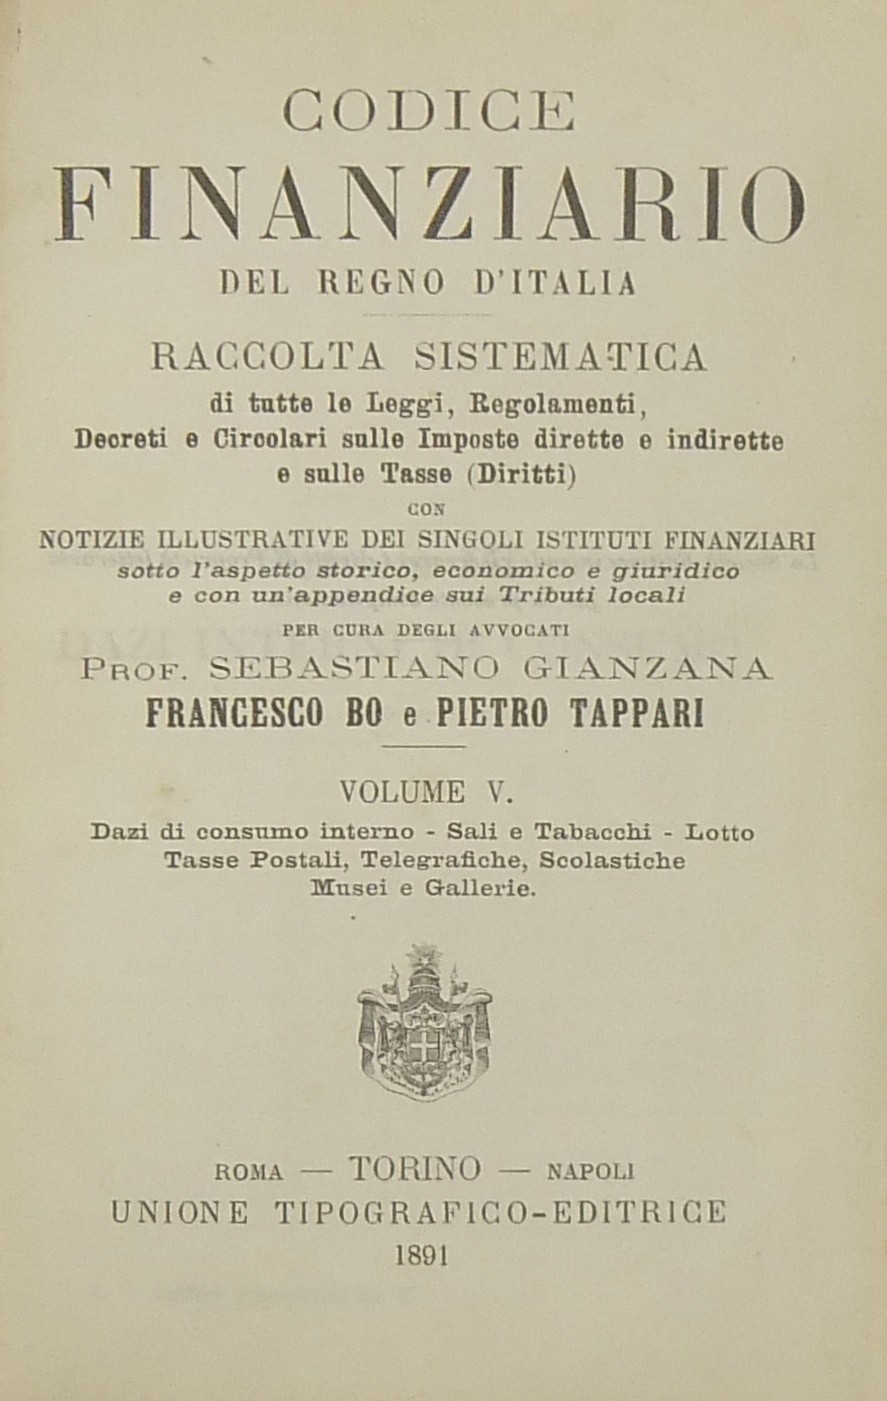 CODICE
FINANZIARIO
DEL REGNO D'ITALIA
RACCOLTA SISTEMATICA
di tutte le Leggi, Regolamenti,
Decreti e Circolari sulle Imposte dirette e indirette
e sulle Tasse (Diritti)
CON
NOTIZIE ILLUSTRATIVE DEI SINGOLI ISTITUTI FINANZIARI
sotto l'aspetto storico, economico e giuridico
e con un'appendice sui Tributi locali
PER CURA DEGLI AVVOCATI
PROF. SEBASTIANO GIANZANA
FRANCESCO BO e PIETRO TAPPARI
VOLUME V.
Dazi di consumo interno - Sali e Tabacchi - Lotto
Tasse Postali, Telegrafiche, Scolastiche
Musei e Gallerie.
ROMA — TORINO — NAPOLI
UNIONE TIPOGRAFICO-EDITRICE
1891